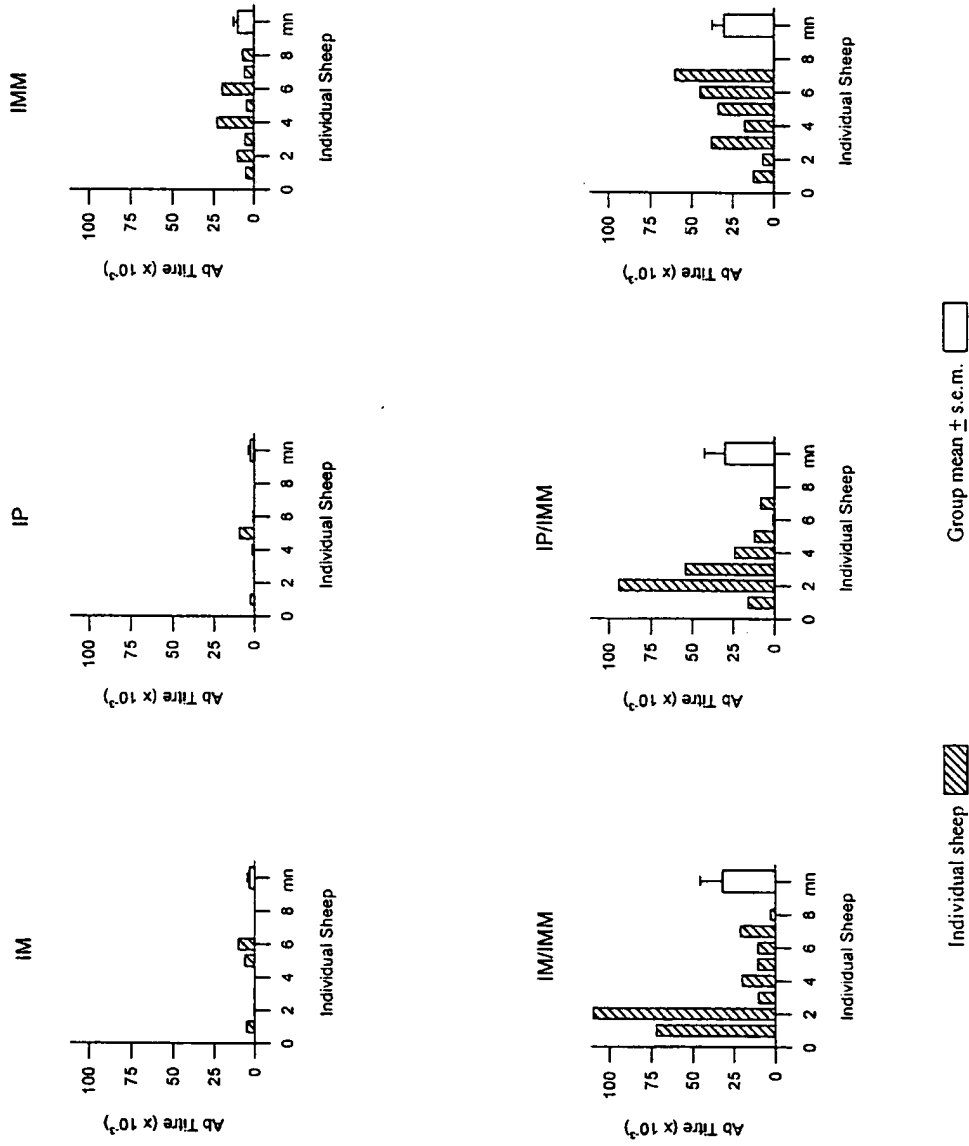 IM
Ab Titre (x 10⁻³)
100
75
50
25
0
0 2 4 6 8 mn
Individual Sheep
IP
Ab Titre (x 10⁻³)
100
75
50
25
0
0 2 4 6 8 mn
Individual Sheep
IMM
Ab Titre (x 10⁻³)
100
75
50
25
0
0 2 4 6 8 mn
Individual Sheep
IM/IMM
Ab Titre (x 10⁻³)
100
75
50
25
0
0 2 4 6 8 mn
Individual Sheep
IP/IMM
Ab Titre (x 10⁻³)
100
75
50
25
0
0 2 4 6 8 mn
Individual Sheep
Ab Titre (x 10⁻³)
100
75
50
25
0
0 2 4 6 8 mn
Individual Sheep
Individual sheep
Group mean ± s.e.m.